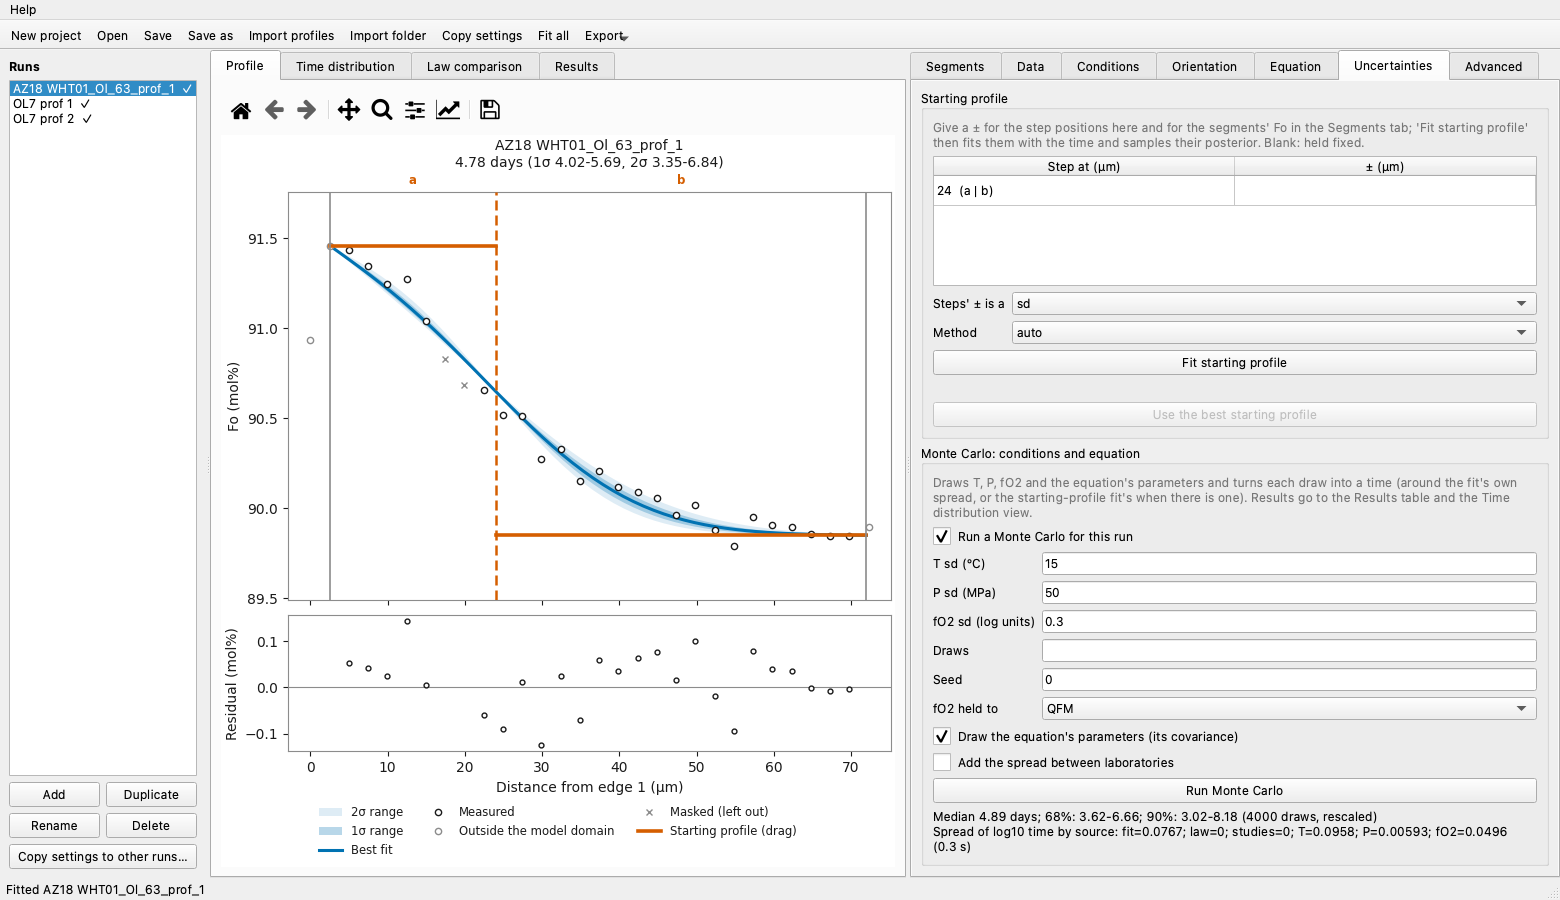 Help
New project Open Save Save as Import profiles Import folder Copy settings Fit all Export
Runs
AZ18 WHT01_Ol_63_prof_1 ✓
OL7 prof 1 ✓
OL7 prof 2 ✓
Add Duplicate
Rename Delete
Copy settings to other runs...
Profile Time distribution Law comparison Results
AZ18 WHT01_Ol_63_prof_1
4.78 days (1σ 4.02-5.69, 2σ 3.35-6.84)
a b
Fo (mol%)
91.5
91.0
90.5
90.0
89.5
Residual (mol%)
0.1
0.0
−0.1
0 10 20 30 40 50 60 70
Distance from edge 1 (μm)
2σ range Measured Masked (left out)
1σ range Outside the model domain Starting profile (drag)
Best fit
Segments Data Conditions Orientation Equation Uncertainties Advanced
Starting profile
Give a ± for the step positions here and for the segments' Fo in the Segments tab; 'Fit starting profile'
then fits them with the time and samples their posterior. Blank: held fixed.
Step at (μm) ± (μm)
24 (a | b)
Steps' ± is a sd
Method auto
Fit starting profile
Use the best starting profile
Monte Carlo: conditions and equation
Draws T, P, fO2 and the equation's parameters and turns each draw into a time (around the fit's own
spread, or the starting-profile fit's when there is one). Results go to the Results table and the Time
distribution view.
Run a Monte Carlo for this run
T sd (°C) 15
P sd (MPa) 50
fO2 sd (log units) 0.3
Draws
Seed 0
fO2 held to QFM
Draw the equation's parameters (its covariance)
Add the spread between laboratories
Run Monte Carlo
Median 4.89 days; 68%: 3.62-6.66; 90%: 3.02-8.18 (4000 draws, rescaled)
Spread of log10 time by source: fit=0.0767; law=0; studies=0; T=0.0958; P=0.00593; fO2=0.0496
(0.3 s)
Fitted AZ18 WHT01_Ol_63_prof_1